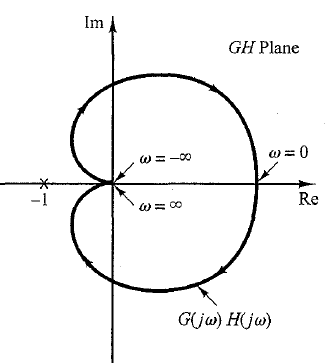 Im
GH Plane
ω = −∞
ω = 0
−1
ω = ∞
Re
G(jω) H(jω)